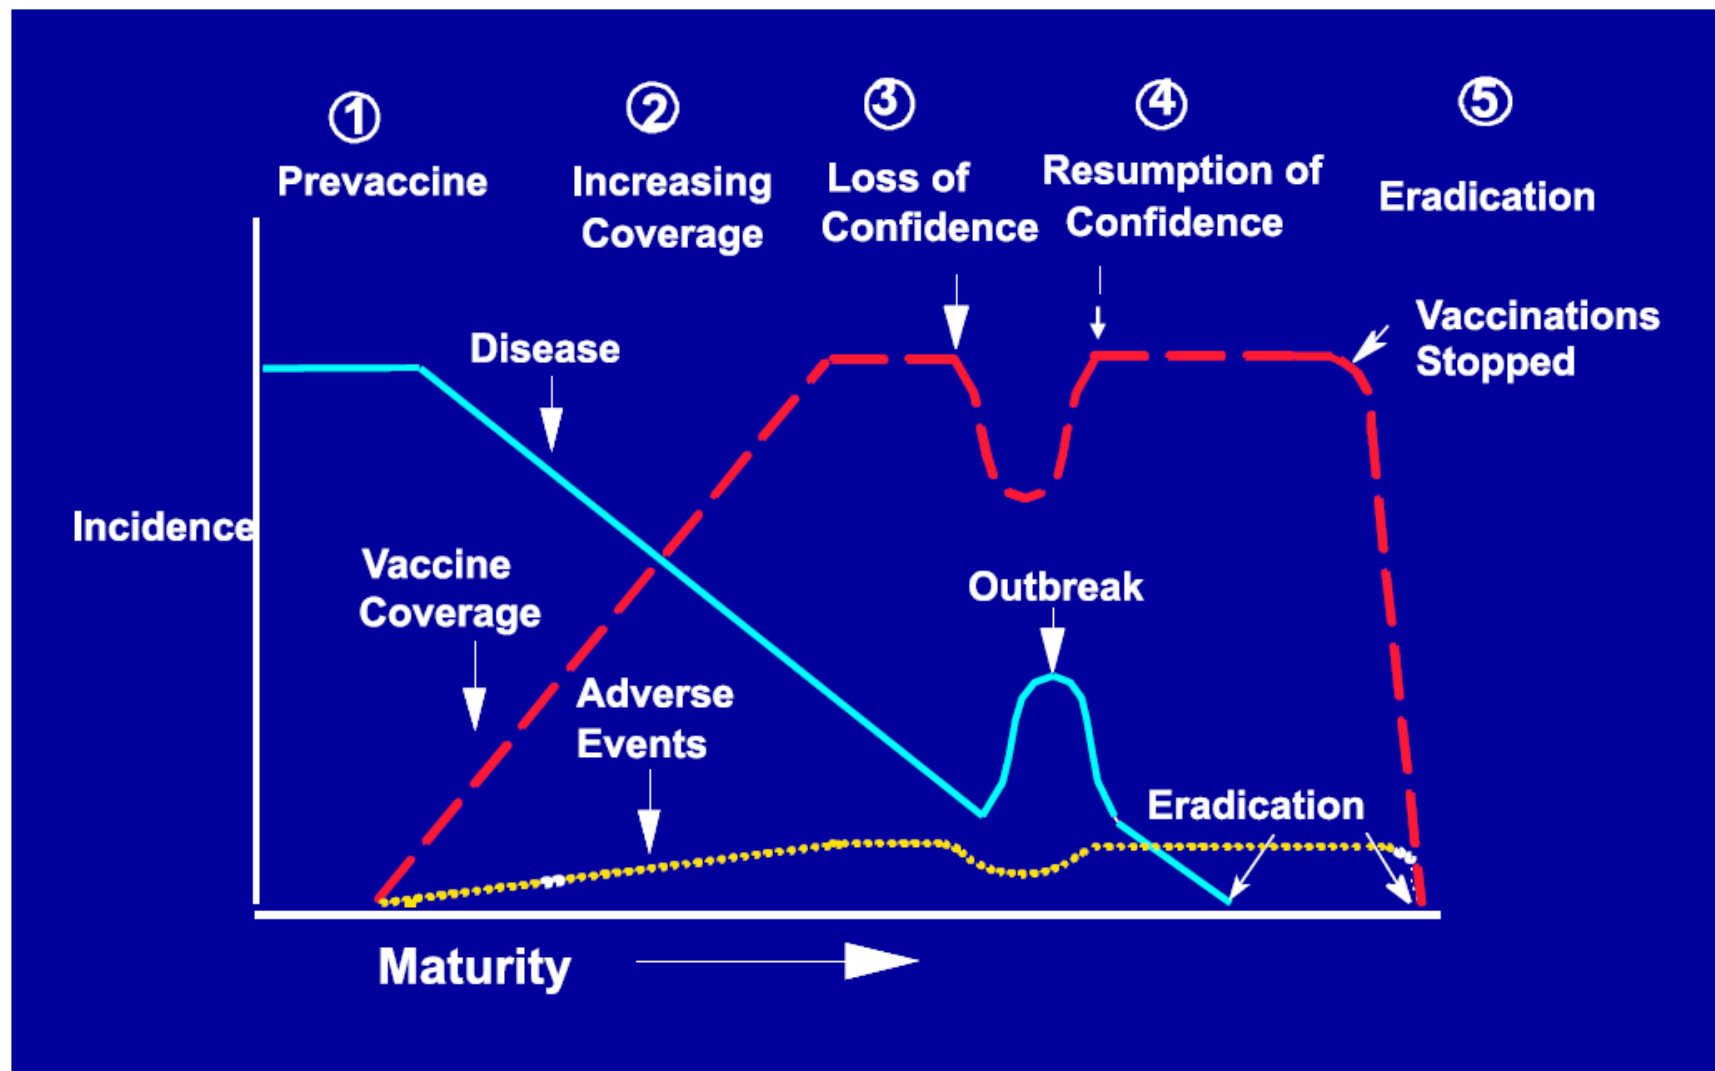 ①
Prevaccine
②
Increasing
Coverage
③
Loss of
Confidence
④
Resumption of
Confidence
⑤
Eradication
Vaccinations
Stopped
Disease
Incidence
Vaccine
Coverage
Outbreak
Adverse
Events
Eradication
Maturity